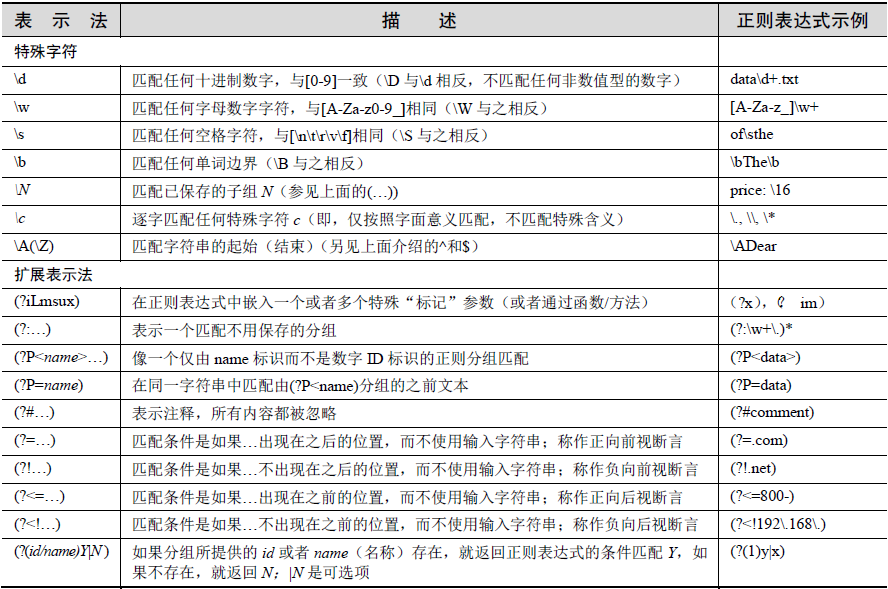 表 示 法 描 述 正则表达式示例
特殊字符
\d 匹配任何十进制数字，与[0-9]一致（\D 与\d 相反，不匹配任何非数值型的数字） data\d+.txt
\w 匹配任何字母数字字符，与[A-Za-z0-9_]相同（\W 与之相反） [A-Za-z_]\w+
\s 匹配任何空格字符，与[\n\t\r\v\f]相同（\S 与之相反） of\sthe
\b 匹配任何单词边界（\B 与之相反） \bThe\b
\N 匹配已保存的子组 N（参见上面的(…)） price: \16
\c 逐字匹配任何特殊字符 c（即，仅按照字面意义匹配，不匹配特殊含义） \., \\, \*
\A(\Z) 匹配字符串的起始（结束）（另见上面介绍的^和$） \ADear
扩展表示法
(?iLmsux) 在正则表达式中嵌入一个或者多个特殊“标记”参数（或者通过函数/方法） （?x），（? im）
(?:…) 表示一个匹配不用保存的分组 (?:\w+\.)*
(?P<name>…) 像一个仅由 name 标识而不是数字 ID 标识的正则分组匹配 (?P<data>)
(?P=name) 在同一字符串中匹配由(?P<name)分组的之前文本 (?P=data)
(?#…) 表示注释，所有内容都被忽略 (?#comment)
(?=…) 匹配条件是如果…出现在之后的位置，而不使用输入字符串；称作正向前视断言 (?=.com)
(?!…) 匹配条件是如果…不出现在之后的位置，而不使用输入字符串；称作负向前视断言 (?!.net)
(?<=…) 匹配条件是如果…出现在之前的位置，而不使用输入字符串；称作正向后视断言 (?<=800-)
(?<!…) 匹配条件是如果…不出现在之前的位置，而不使用输入字符串；称作负向后视断言 (?<!192\.168\.)
(?(id/name)Y|N) 如果分组所提供的 id 或者 name（名称）存在，就返回正则表达式的条件匹配 Y，如 (?(1)y|x)
果不存在，就返回 N；|N 是可选项